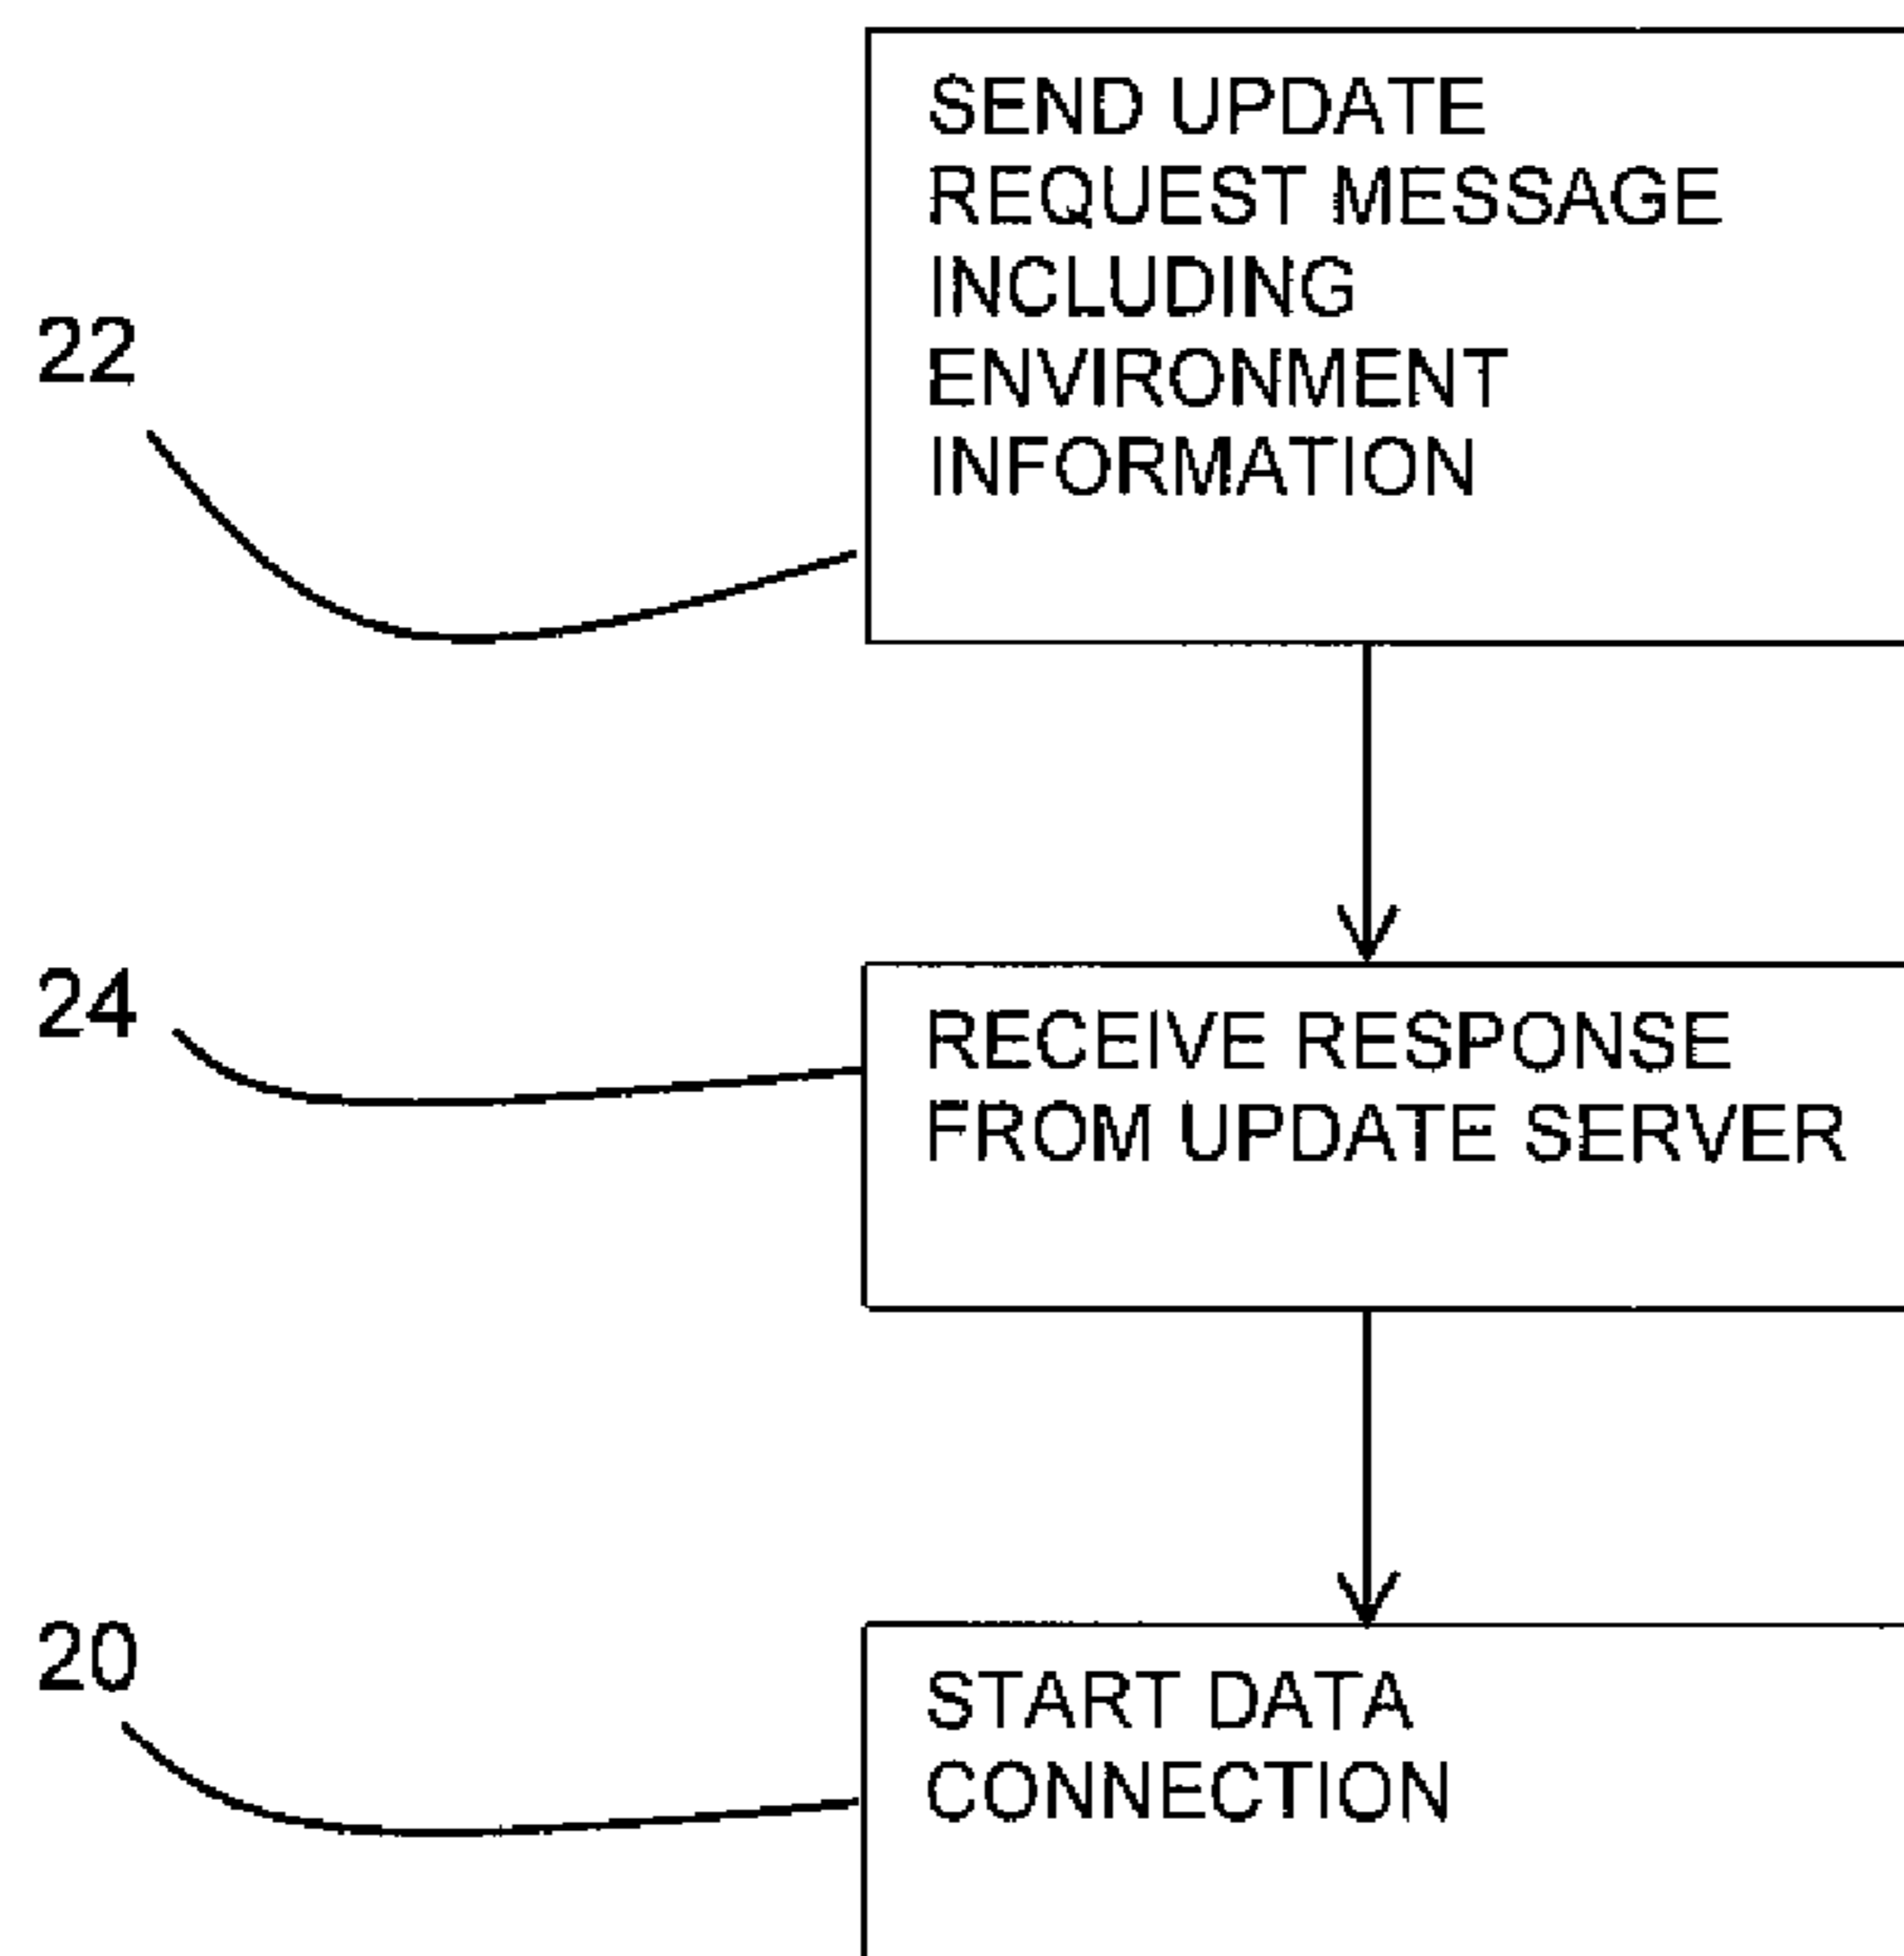 SEND UPDATE
REQUEST MESSAGE
INCLUDING
ENVIRONMENT
INFORMATION
22
24
RECEIVE RESPONSE
FROM UPDATE SERVER
20
START DATA
CONNECTION